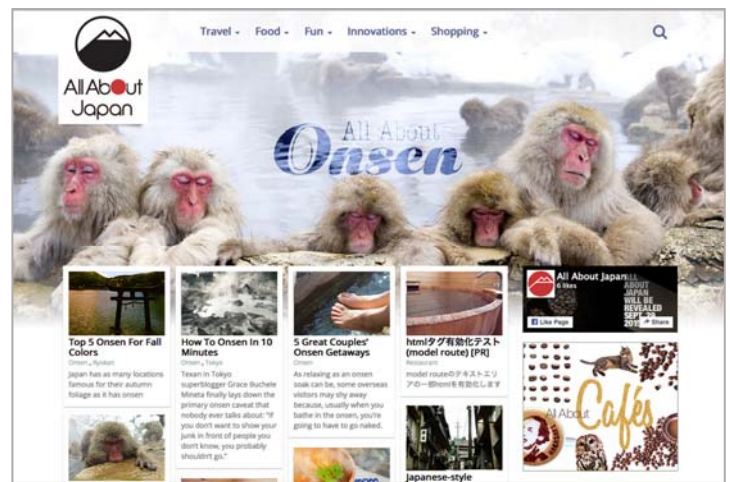 Travel Food Fun Innovations Shopping
All About
Japan
All About
Onsen
Top 5 Onsen For Fall
Colors
Onsen , Ryokan
Japan has as many locations
famous for their autumn
foliage as it has onsen
How To Onsen In 10
Minutes
Onsen , Tokyo
Texan in Tokyo
superblogger Grace Buchele
Mineta finally lays down the
primary onsen caveat that
nobody ever talks about: "If
you don't want to show your
junk in front of people you
don't know, you probably
shouldn't go."
5 Great Couples'
Onsen Getaways
Onsen
As relaxing as an onsen
soak can be, some overseas
visitors may shy away
because, usually when you
bathe in the onsen, you're
going to have to go naked.
htmlタグ有効化テスト
(model route) [PR]
Restaurant
model routeのテキストエリ
アの一部htmlを有効化します
Japanese-style
All About Japan
6 likes
ALL
ABOUT
JAPAN
WILL BE
REVEALED
SEPT. 28
Like Page
Share
All About
Cafés